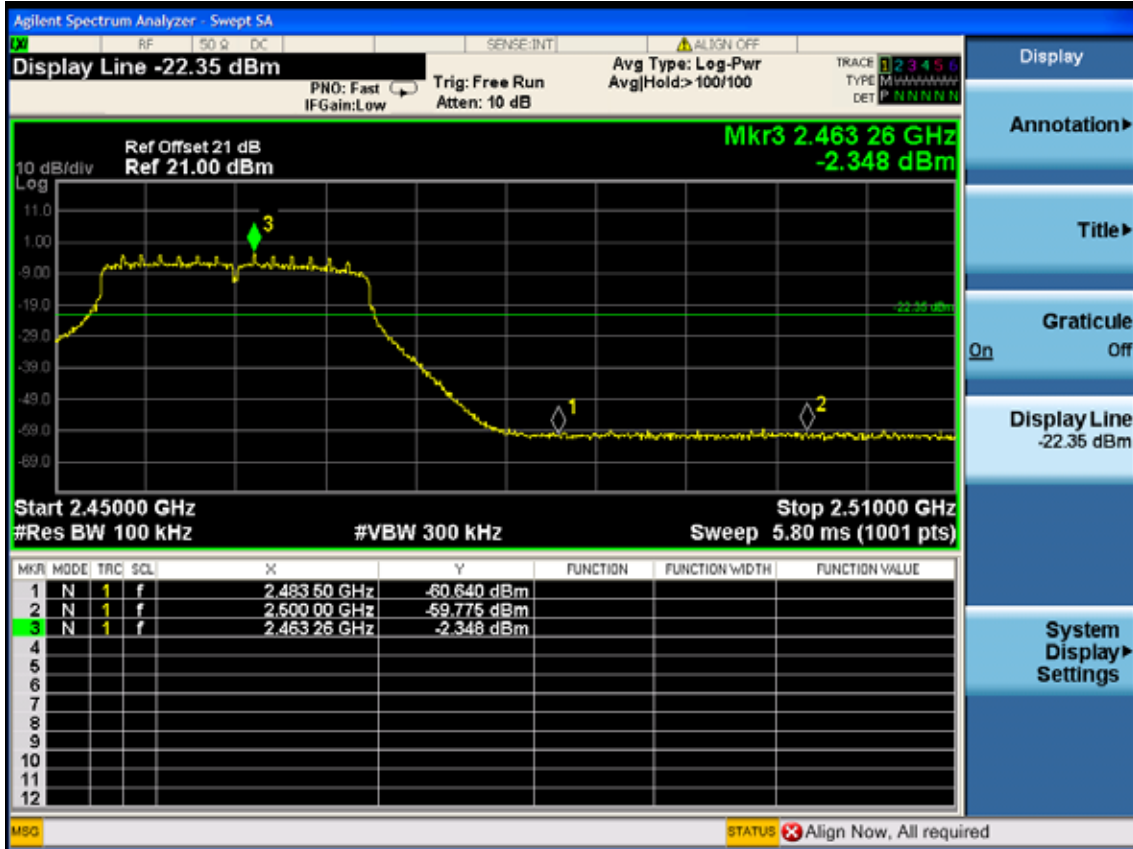 Agilent Spectrum Analyzer - Swept SA
LXI RF 50 Ω DC SENSE:INT ALIGN OFF
Display Line -22.35 dBm
PNO: Fast
IFGain:Low
Trig: Free Run
Atten: 10 dB
Avg Type: Log-Pwr
Avg|Hold:>100/100
TRACE 1 2 3 4 5 6
TYPE M
DET P N N N N N
Ref Offset 21 dB
10 dB/div Ref 21.00 dBm
Log
Mkr3 2.463 26 GHz
-2.348 dBm
11.0
1.00
-9.00
-19.0
-29.0
-39.0
-49.0
-59.0
-69.0
3
-22.35 dBm
1
2
Start 2.45000 GHz Stop 2.51000 GHz
#Res BW 100 kHz #VBW 300 kHz Sweep 5.80 ms (1001 pts)
MKR MODE TRC SCL X Y FUNCTION FUNCTION WIDTH FUNCTION VALUE
1 N 1 f 2.483 50 GHz -60.640 dBm
2 N 1 f 2.500 00 GHz -59.775 dBm
3 N 1 f 2.463 26 GHz -2.348 dBm
4
5
6
7
8
9
10
11
12
MSG STATUS Align Now, All required
Display
Annotation
Title
Graticule
On Off
Display Line
-22.35 dBm
System
Display
Settings